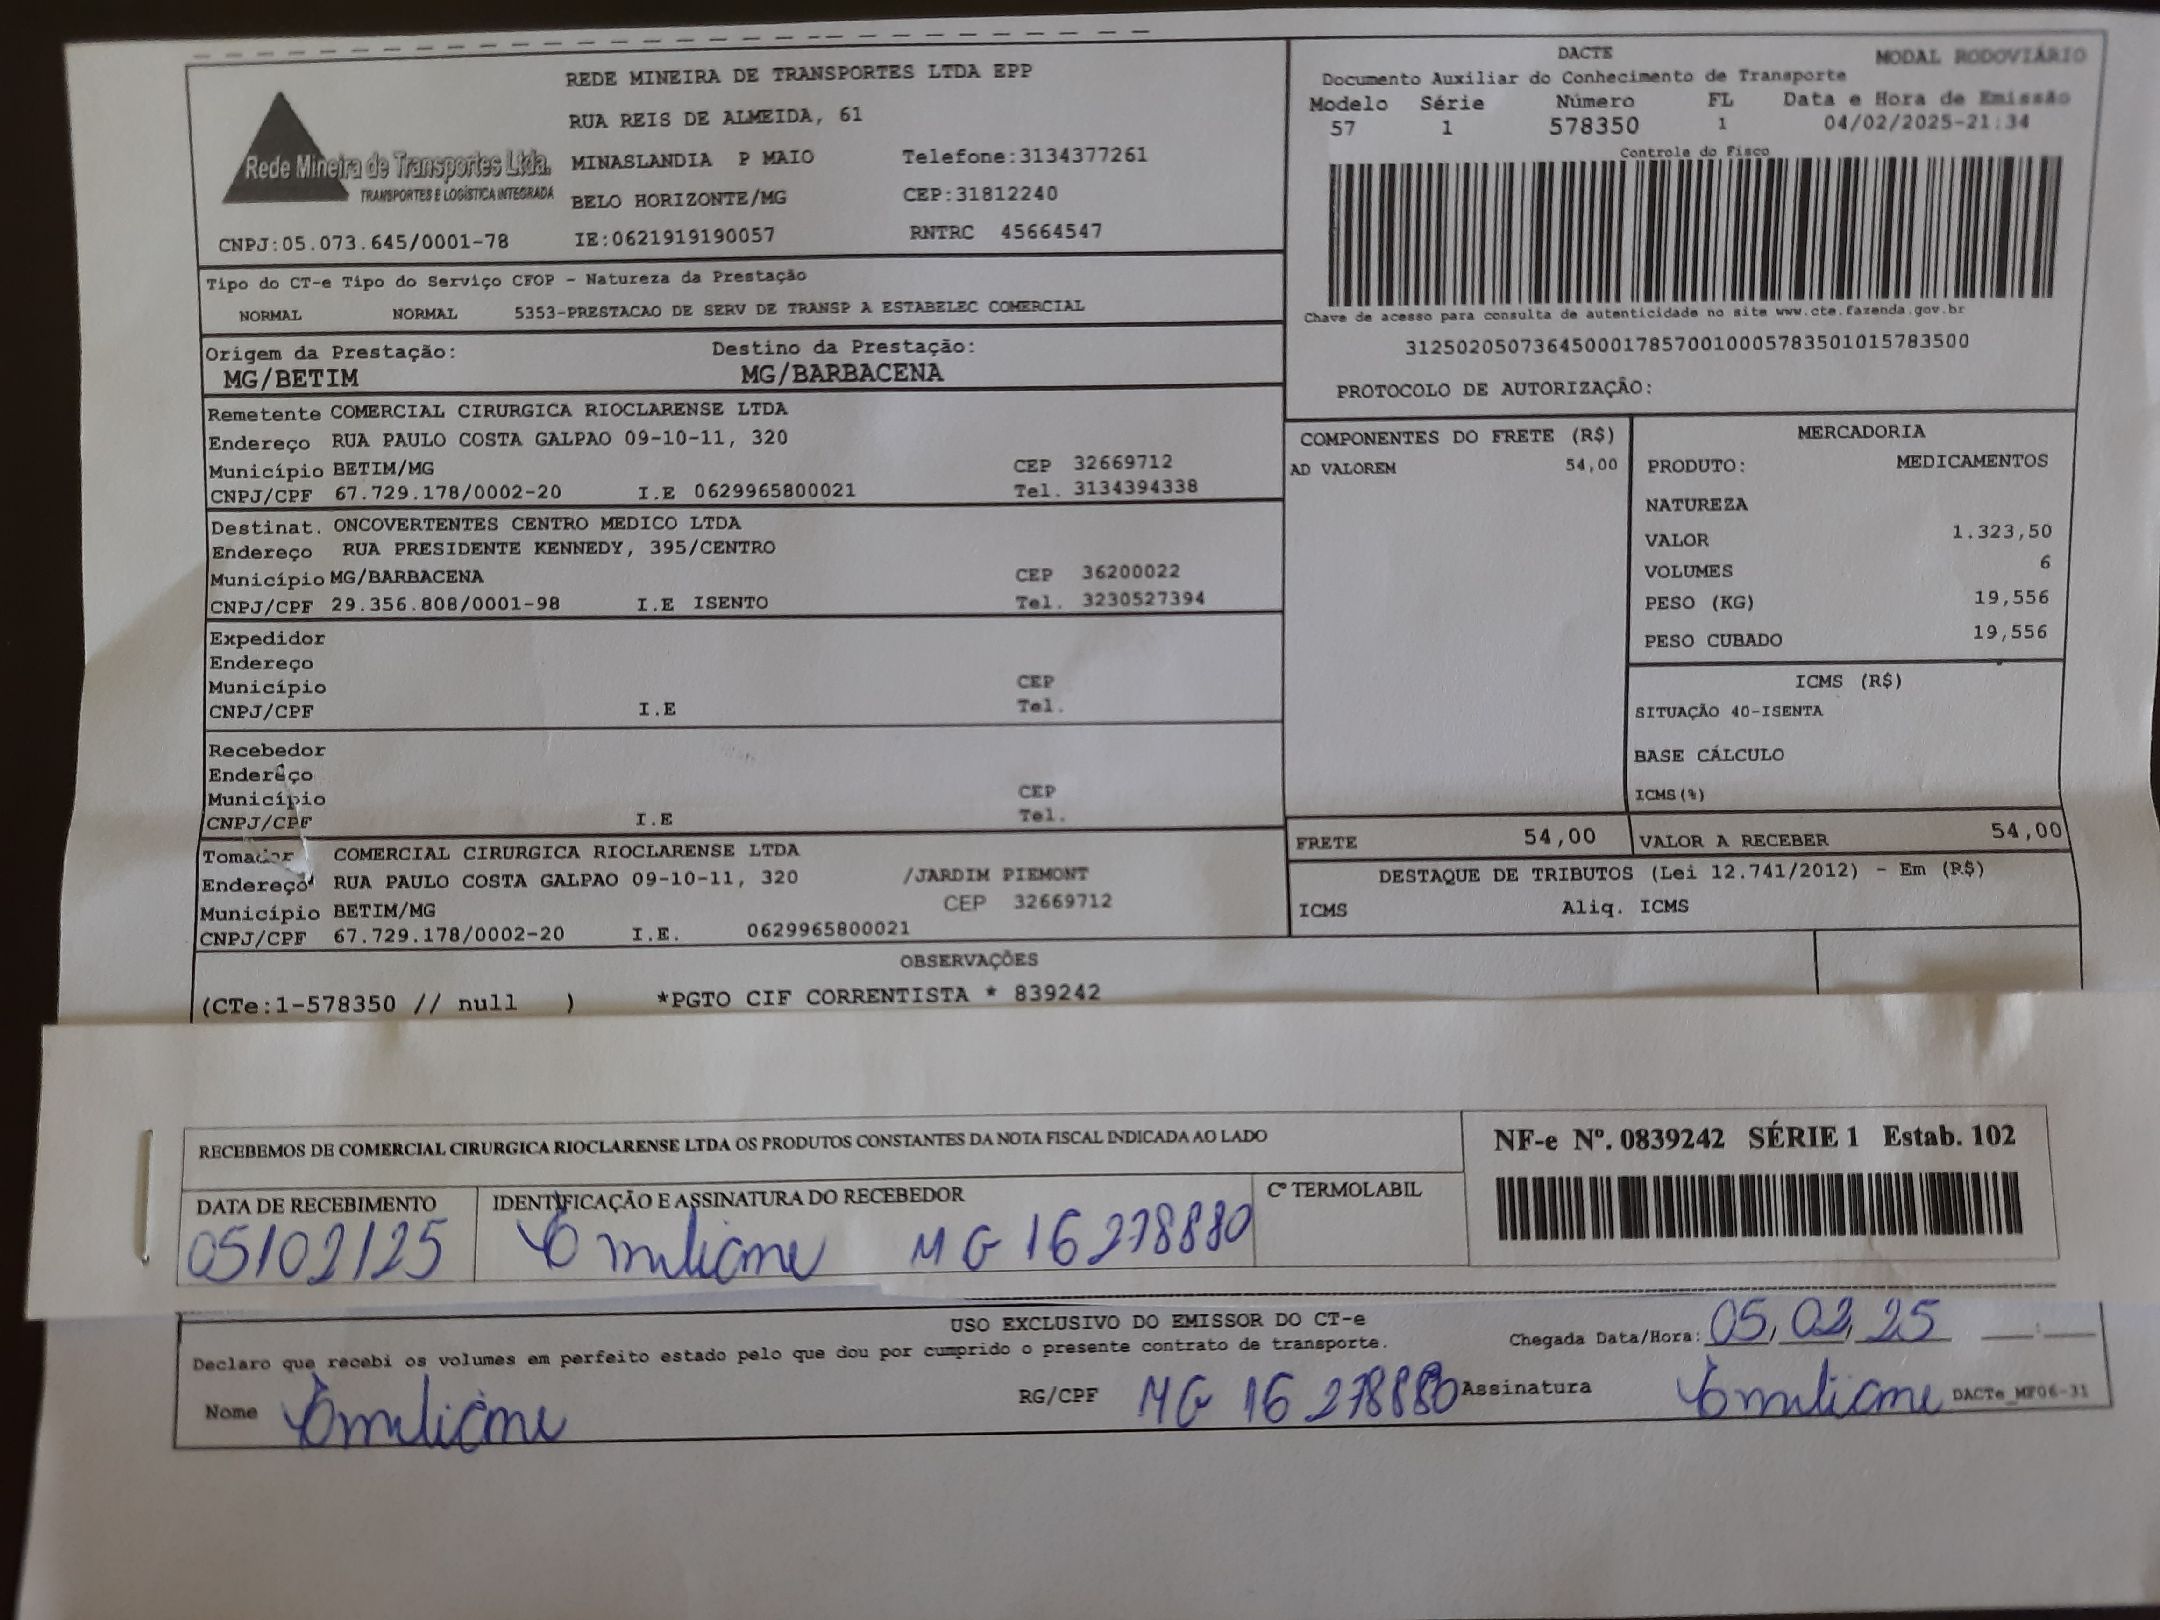 REDE MINEIRA DE TRANSPORTES LTDA EPP
RUA REIS DE ALMEIDA, 61
Rede Mineira de Transportes Ltda.
TRANSPORTES E LOGÍSTICA INTEGRADA
MINASLANDIA P MAIO Telefone:3134377261
BELO HORIZONTE/MG CEP:31812240
CNPJ:05.073.645/0001-78 IE:0621919190057 RNTRC 45664547
DACTE MODAL RODOVIÁRIO
Documento Auxiliar do Conhecimento de Transporte
Modelo Série Número FL Data e Hora de Emissão
57 1 578350 1 04/02/2025-21:34
Controle do Fisco
Chave de acesso para consulta de autenticidade no site www.cte.fazenda.gov.br
31250205073645000178570010005783501015783500
PROTOCOLO DE AUTORIZAÇÃO:
Tipo do CT-e Tipo do Serviço CFOP - Natureza da Prestação
NORMAL NORMAL 5353-PRESTACAO DE SERV DE TRANSP A ESTABELEC COMERCIAL
Origem da Prestação: Destino da Prestação:
MG/BETIM MG/BARBACENA
Remetente COMERCIAL CIRURGICA RIOCLARENSE LTDA
Endereço RUA PAULO COSTA GALPAO 09-10-11, 320
Município BETIM/MG CEP 32669712
CNPJ/CPF 67.729.178/0002-20 I.E 0629965800021 Tel. 3134394338
Destinat. ONCOVERTENTES CENTRO MEDICO LTDA
Endereço RUA PRESIDENTE KENNEDY, 395/CENTRO
Município MG/BARBACENA CEP 36200022
CNPJ/CPF 29.356.808/0001-98 I.E ISENTO Tel. 3230527394
Expedidor
Endereço
Município CEP
CNPJ/CPF I.E Tel.
Recebedor
Endereço
Município CEP
CNPJ/CPF I.E Tel.
Tomador COMERCIAL CIRURGICA RIOCLARENSE LTDA
Endereço RUA PAULO COSTA GALPAO 09-10-11, 320 /JARDIM PIEMONT
Município BETIM/MG CEP 32669712
CNPJ/CPF 67.729.178/0002-20 I.E. 0629965800021
COMPONENTES DO FRETE (R$)
AD VALOREM 54,00
MERCADORIA
PRODUTO: MEDICAMENTOS
NATUREZA
VALOR 1.323,50
VOLUMES 6
PESO (KG) 19,556
PESO CUBADO 19,556
ICMS (R$)
SITUAÇÃO 40-ISENTA
BASE CÁLCULO
ICMS(%)
FRETE 54,00 VALOR A RECEBER 54,00
DESTAQUE DE TRIBUTOS (Lei 12.741/2012) - Em (R$)
ICMS Aliq. ICMS
OBSERVAÇÕES
(CTe:1-578350 // null ) *PGTO CIF CORRENTISTA * 839242
RECEBEMOS DE COMERCIAL CIRURGICA RIOCLARENSE LTDA OS PRODUTOS CONSTANTES DA NOTA FISCAL INDICADA AO LADO
NF-e Nº. 0839242 SÉRIE 1 Estab. 102
DATA DE RECEBIMENTO IDENTIFICAÇÃO E ASSINATURA DO RECEBEDOR Cº TERMOLABIL
05/02/25 Emiliane MG 16 278880
USO EXCLUSIVO DO EMISSOR DO CT-e
Declaro que recebi os volumes em perfeito estado pelo que dou por cumprido o presente contrato de transporte.
Chegada Data/Hora: 05, 02, 25 :
Nome Emiliane RG/CPF MG 16 278880 Assinatura Emiliane DACTe_MF06-31